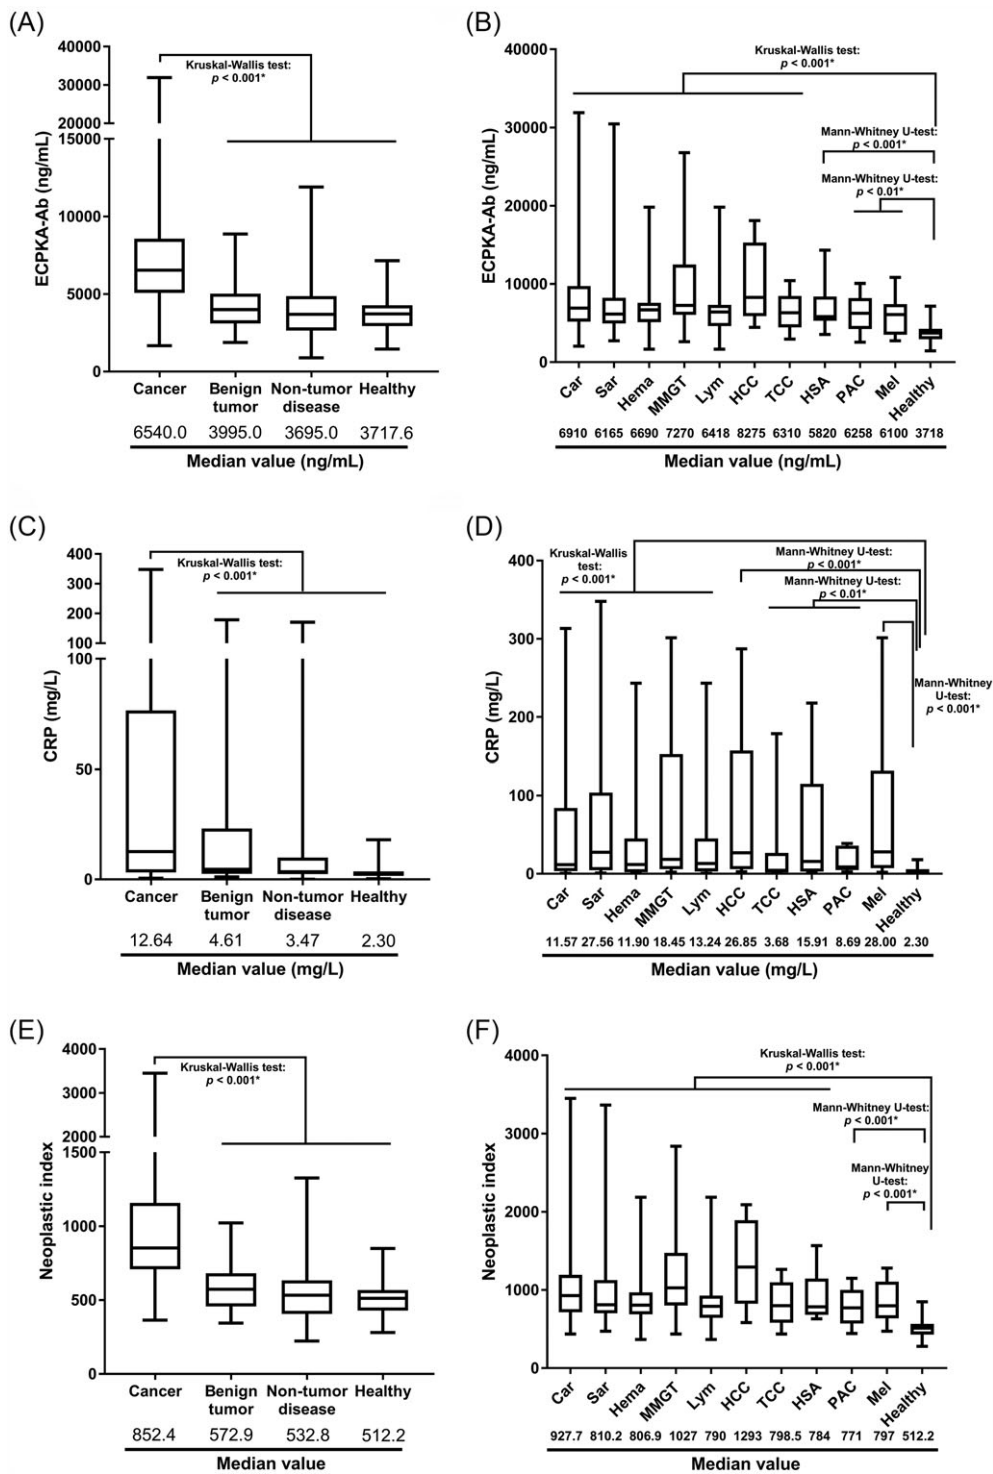 (A)
40000
30000
20000
15000
10000
5000
0
ECPKA-Ab (ng/mL)
Kruskal-Wallis test:
p < 0.001*
Cancer
Benign
tumor
Non-tumor
disease
Healthy
6540.0 3995.0 3695.0 3717.6
Median value (ng/mL)
(B)
40000
30000
20000
10000
0
ECPKA-Ab (ng/mL)
Kruskal-Wallis test:
p < 0.001*
Mann-Whitney U-test:
p < 0.001*
Mann-Whitney U-test:
p < 0.01*
Car Sar Hema MMGT Lym HCC TCC HSA PAC Mel Healthy
6910 6165 6690 7270 6418 8275 6310 5820 6258 6100 3718
Median value (ng/mL)
(C)
400
300
200
100
100
50
0
CRP (mg/L)
Kruskal-Wallis test:
p < 0.001*
Cancer
Benign
tumor
Non-tumor
disease
Healthy
12.64 4.61 3.47 2.30
Median value (mg/L)
(D)
400
300
200
100
0
CRP (mg/L)
Kruskal-Wallis
test:
p < 0.001*
Mann-Whitney U-test:
p < 0.001*
Mann-Whitney U-test:
p < 0.01*
Mann-Whitney
U-test:
p < 0.001*
Car Sar Hema MMGT Lym HCC TCC HSA PAC Mel Healthy
11.57 27.56 11.90 18.45 13.24 26.85 3.68 15.91 8.69 28.00 2.30
Median value (mg/L)
(E)
4000
3000
2000
1500
1000
500
0
Neoplastic index
Kruskal-Wallis test:
p < 0.001*
Cancer
Benign
tumor
Non-tumor
disease
Healthy
852.4 572.9 532.8 512.2
Median value
(F)
4000
3000
2000
1000
0
Neoplastic index
Kruskal-Wallis test:
p < 0.001*
Mann-Whitney U-test:
p < 0.001*
Mann-Whitney
U-test:
p < 0.001*
Car Sar Hema MMGT Lym HCC TCC HSA PAC Mel Healthy
927.7 810.2 806.9 1027 790 1293 798.5 784 771 797 512.2
Median value